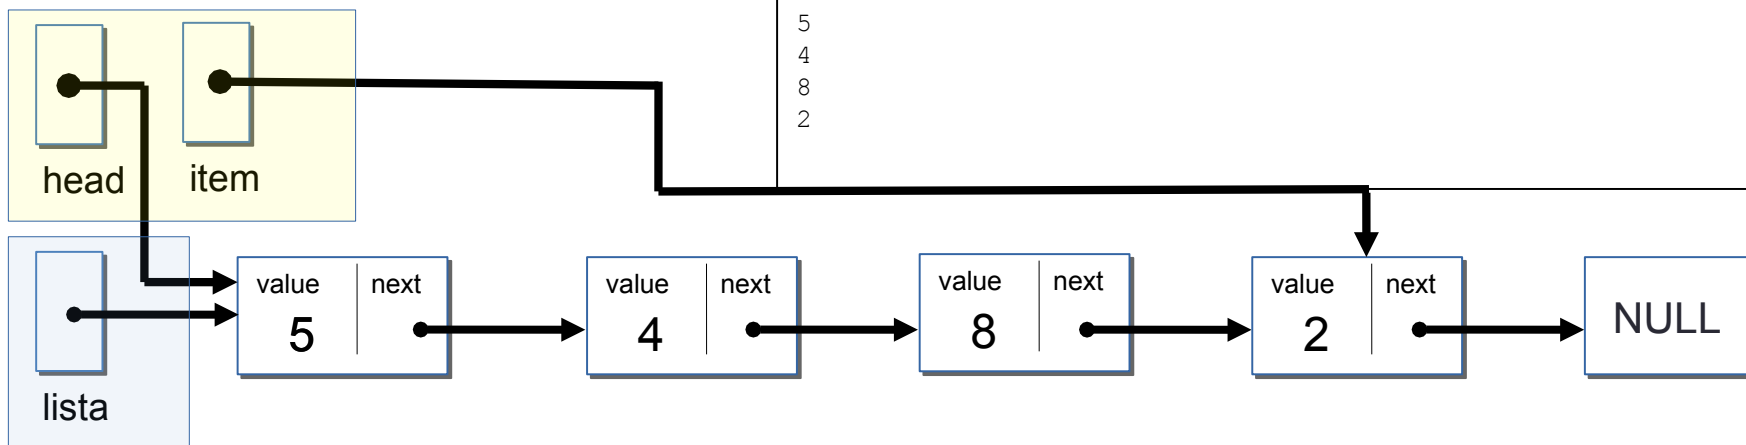 5
4
8
2
head item
value next value next value next value next
5 4 8 2 NULL
lista